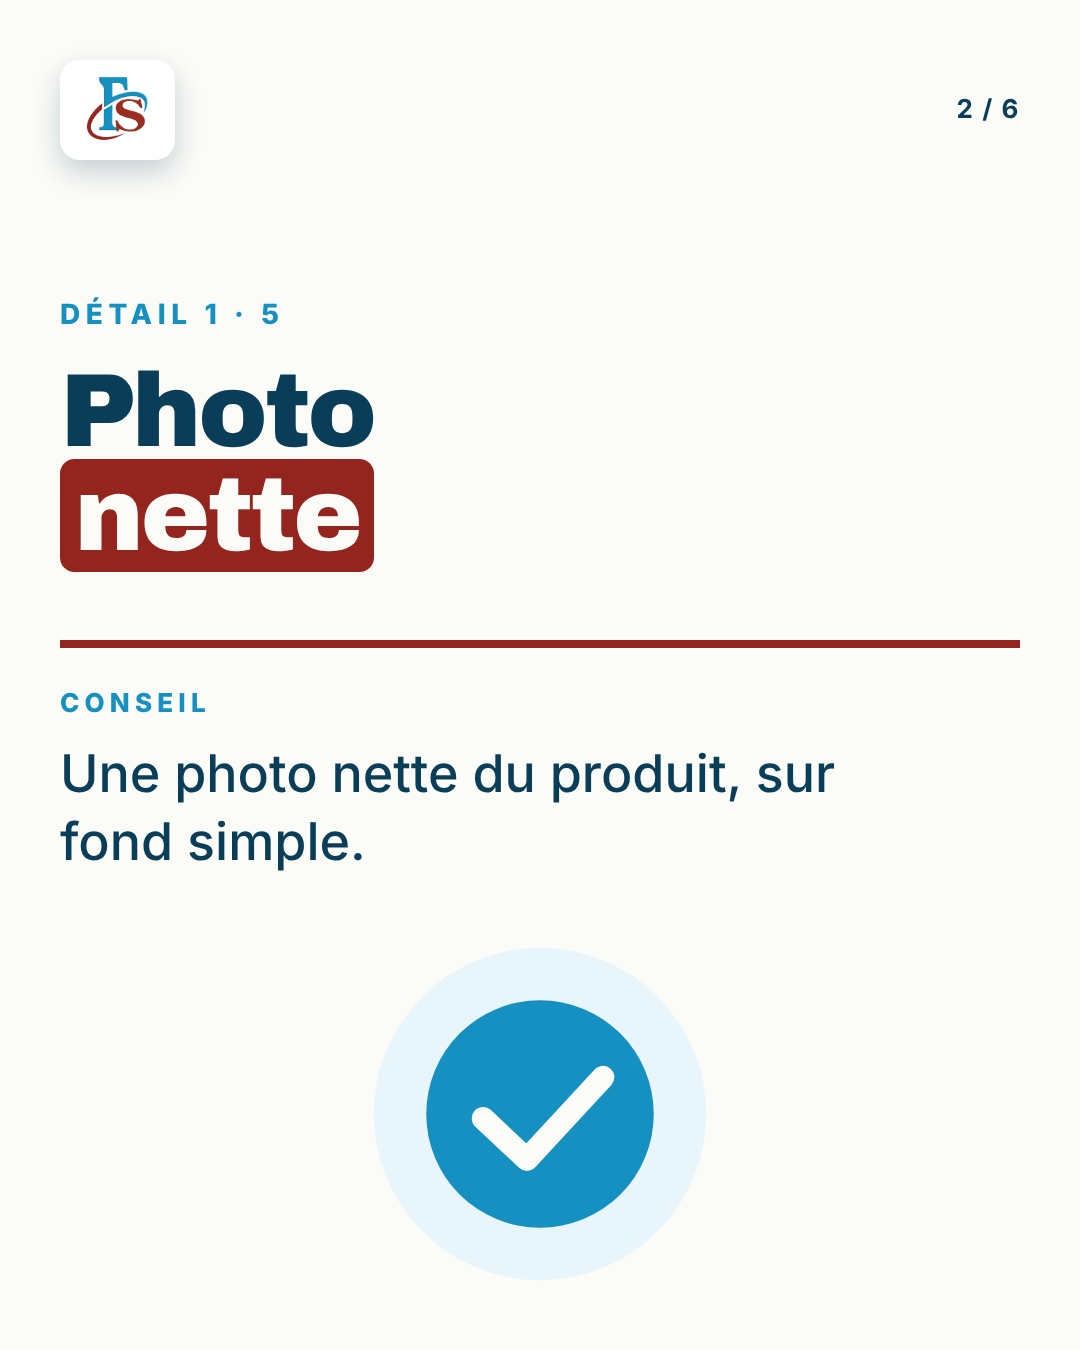 FS
2 / 6
DÉTAIL 1 · 5
Photo
nette
CONSEIL
Une photo nette du produit, sur
fond simple.